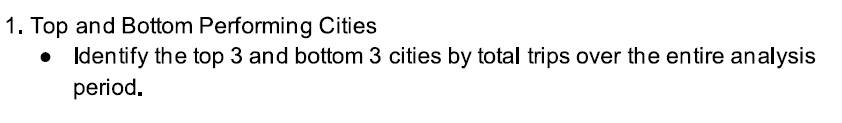 1. Top and Bottom Performing Cities
● Identify the top 3 and bottom 3 cities by total trips over the entire analysis
period.